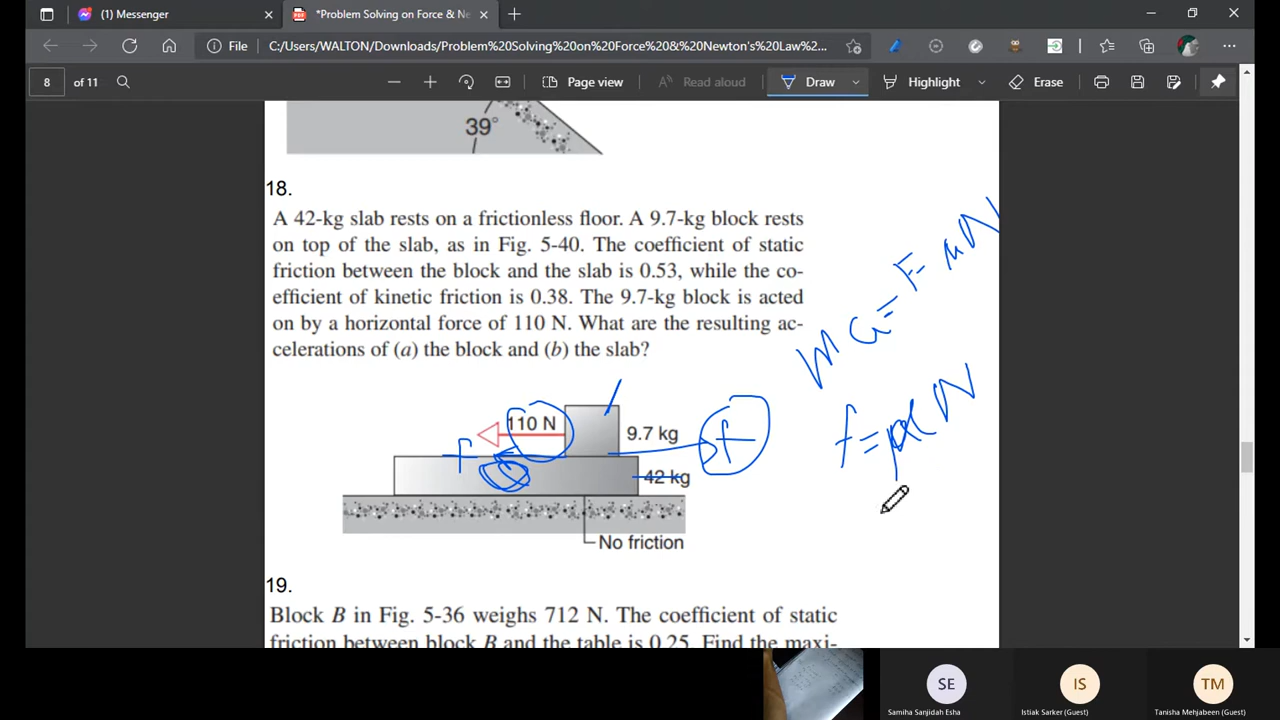 (1) Messenger
*Problem Solving on Force & Ne
File
C:/Users/WALTON/Downloads/Problem%20Solving%20on%20Force%20&%20Newton's%20Law%...
8
of 11
Page view
Read aloud
Draw
Highlight
Erase
39°
18.
A 42-kg slab rests on a frictionless floor. A 9.7-kg block rests
on top of the slab, as in Fig. 5-40. The coefficient of static
friction between the block and the slab is 0.53, while the co-
efficient of kinetic friction is 0.38. The 9.7-kg block is acted
on by a horizontal force of 110 N. What are the resulting ac-
celerations of (a) the block and (b) the slab?
ma = F - μN
f = μN
110 N
9.7 kg
f
f
42 kg
No friction
19.
Block B in Fig. 5-36 weighs 712 N. The coefficient of static
friction between block B and the table is 0.25. Find the maxi-
SE
IS
TM
Samiha Sanjidah Esha
Istiak Sarker (Guest)
Tanisha Mehjabeen (Guest)